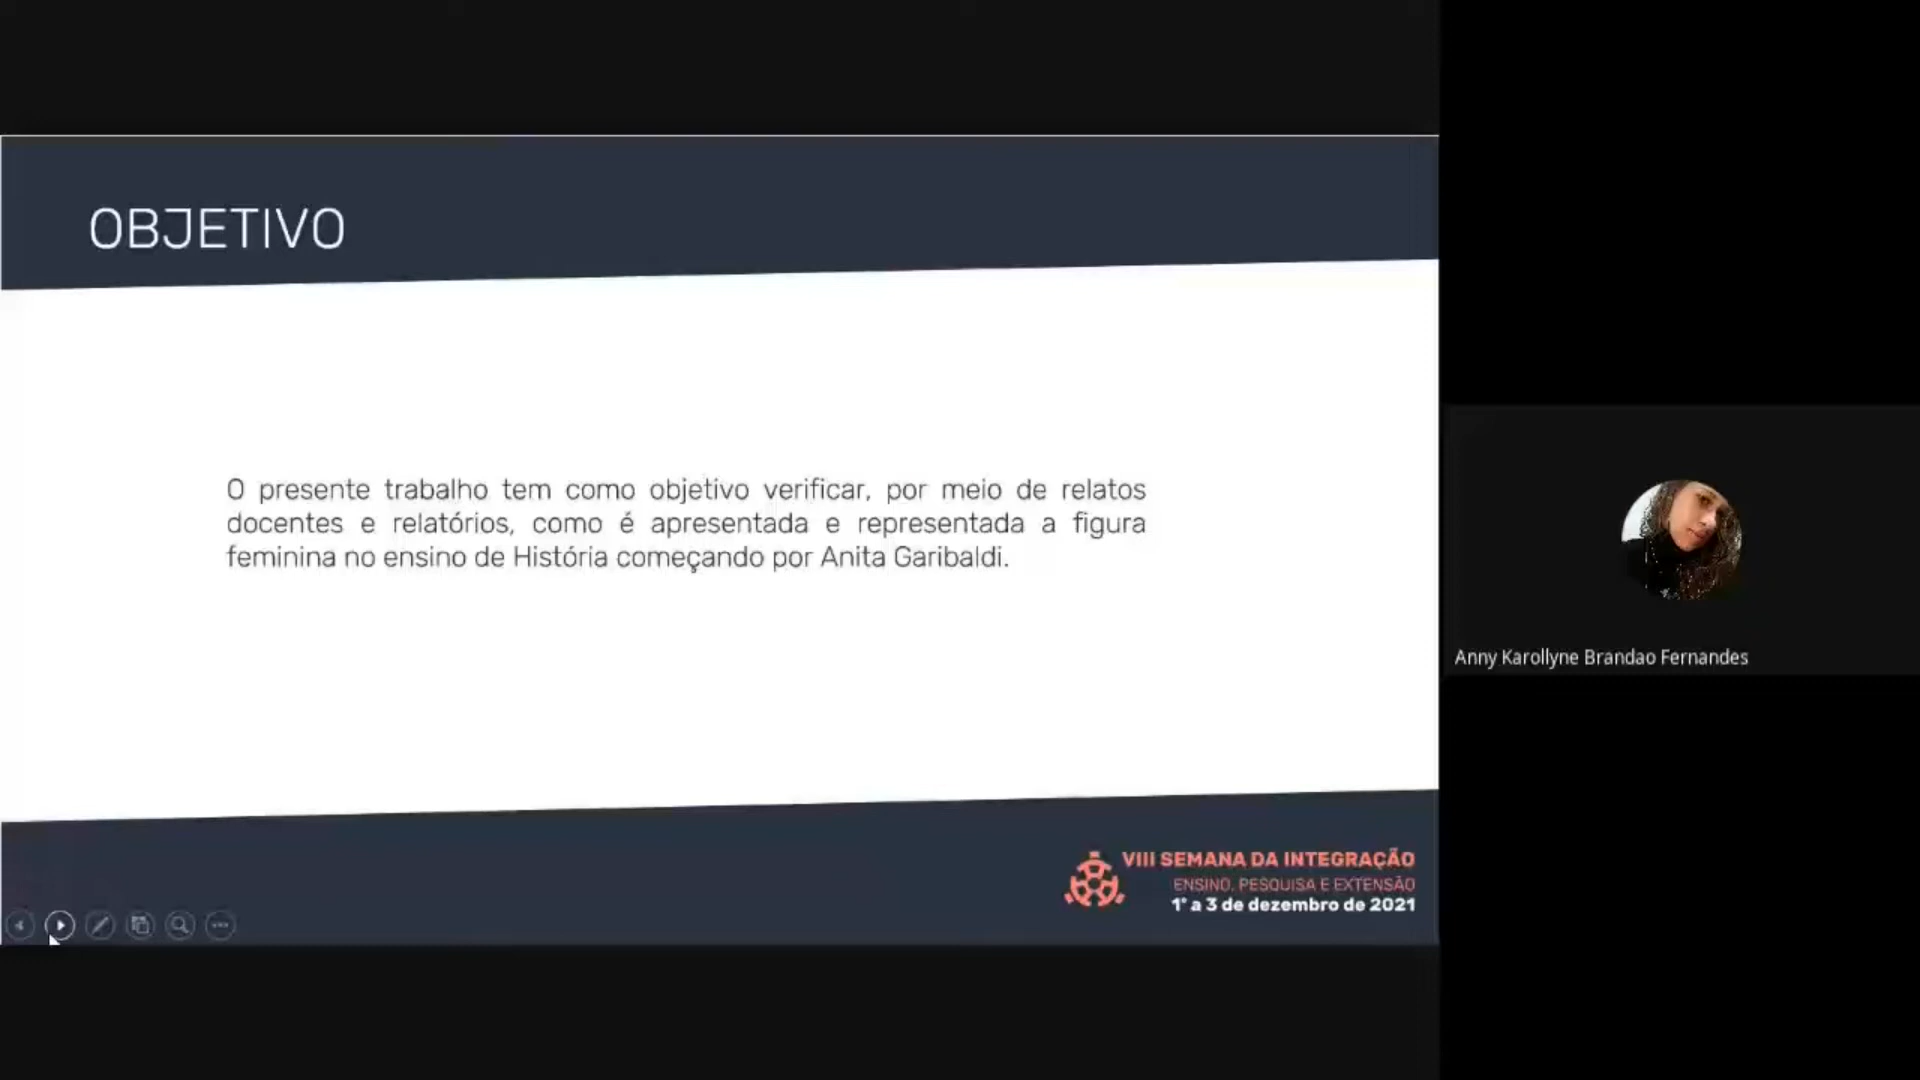 OBJETIVO
O presente trabalho tem como objetivo verificar, por meio de relatos
docentes e relatórios, como é apresentada e representada a figura
feminina no ensino de História começando por Anita Garibaldi.
Anny Karollyne Brandao Fernandes
VIII SEMANA DA INTEGRAÇÃO
ENSINO, PESQUISA E EXTENSÃO
1° a 3 de dezembro de 2021